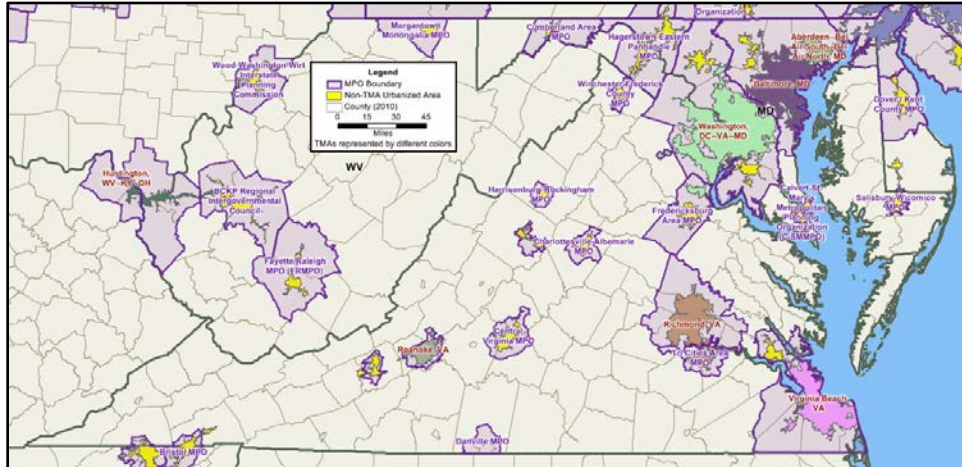 Organization
Morgantown
Monongalia MPO
Cumberland Area
MPO
Hagerstown-Eastern
Panhandle
MPO
Aberdeen--Bel
Air South--Bel
Air North, MD
Wood-Washington-Wirt
Interstate
Planning
Commission
Legend
MPO Boundary
Non-TMA Urbanized Area
County (2010)
0 15 30 45
Miles
TMAs represented by different colors
Winchester-Frederick
County
MPO
Baltimore, MD
MD
Dover / Kent
County MPO
Washington,
DC--VA--MD
WV
Huntington,
WV--KY--OH
BCKP Regional
Intergovernmental
Council
Harrisonburg-Rockingham
MPO
Fredericksburg
Area MPO
Calvert-St.
Mary's
Metropolitan
Planning
Organization
(C-SMMPO)
Salisbury-Wicomico
MPO
Charlottesville-Albemarle
MPO
Fayette/Raleigh
MPO (FRMPO)
Roanoke, VA
Central
Virginia MPO
Richmond, VA
Tri Cities Area
MPO
Virginia Beach,
VA
Danville MPO
Bristol MPO